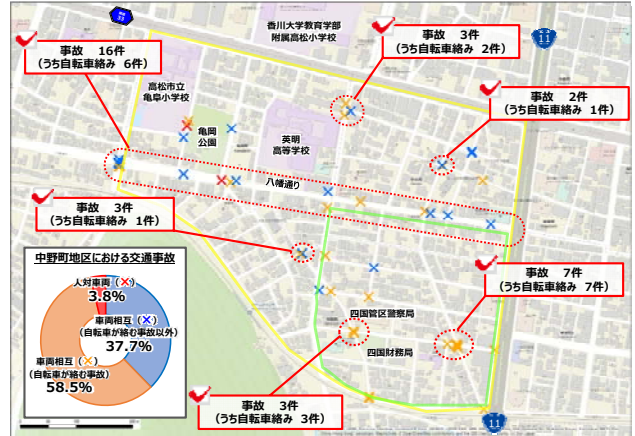 香川大学教育学部
附属高松小学校
33
11
事故 16件
(うち自転車絡み 6件)
事故 3件
(うち自転車絡み 2件)
事故 2件
(うち自転車絡み 1件)
高松市立
亀阜小学校
亀岡
公園
英明
高等学校
八幡通り
事故 3件
(うち自転車絡み 1件)
事故 7件
(うち自転車絡み 7件)
中野町地区における交通事故
人対車両(×)
3.8%
車両相互(×)
(自転車が絡む事故以外)
37.7%
車両相互(×)
(自転車が絡む事故)
58.5%
四国管区警察局
四国財務局
事故 3件
(うち自転車絡み 3件)
11